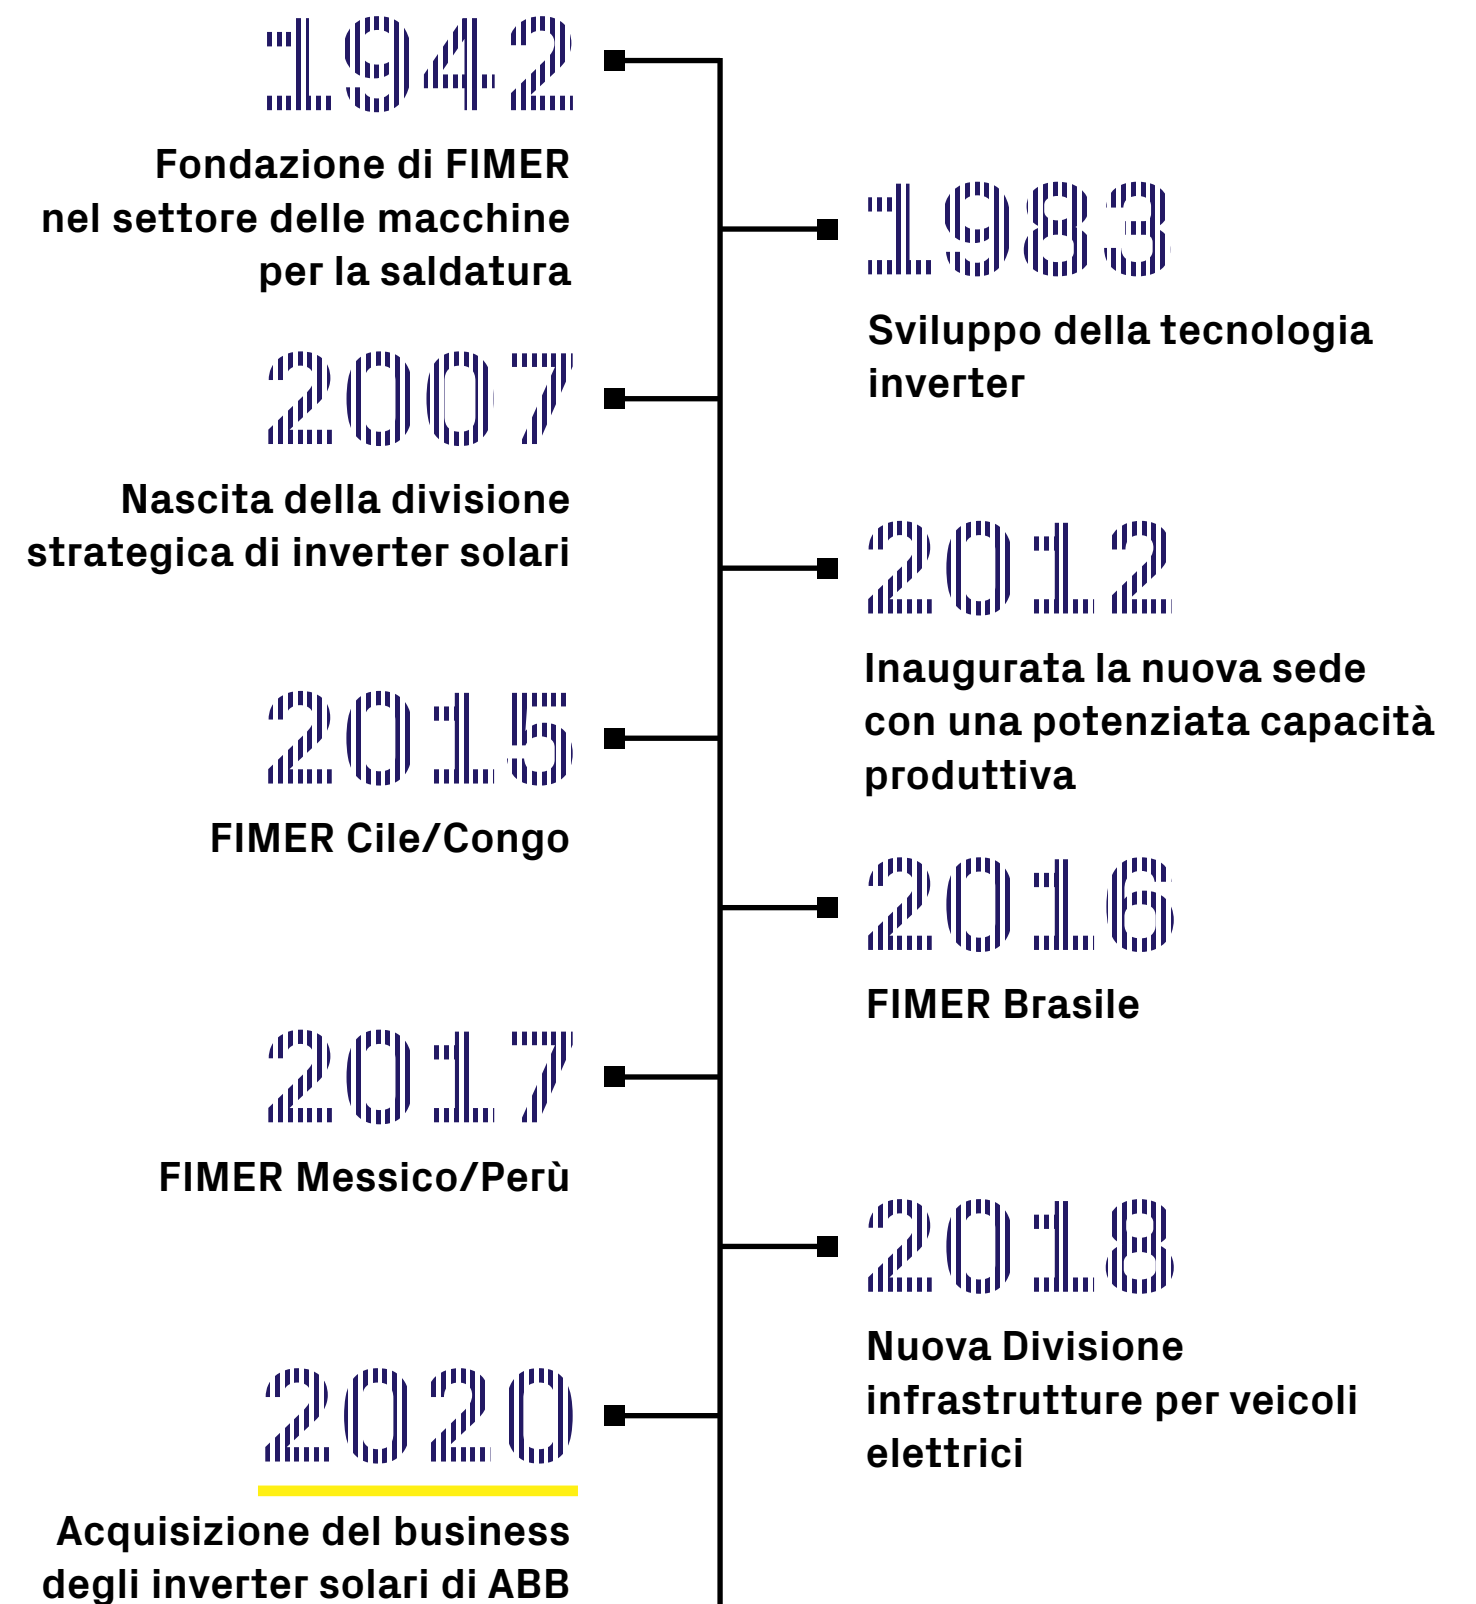 1942
Fondazione di FIMER
nel settore delle macchine
per la saldatura
1983
Sviluppo della tecnologia
inverter
2007
Nascita della divisione
strategica di inverter solari
2012
Inaugurata la nuova sede
con una potenziata capacità
produttiva
2015
FIMER Cile/Congo
2016
FIMER Brasile
2017
FIMER Messico/Perù
2018
Nuova Divisione
infrastrutture per veicoli
elettrici
2020
Acquisizione del business
degli inverter solari di ABB